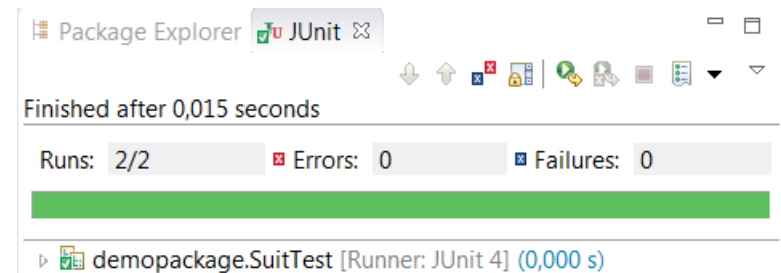 Package Explorer JUnit
Finished after 0,015 seconds
Runs: 2/2 Errors: 0 Failures: 0
demopackage.SuitTest [Runner: JUnit 4] (0,000 s)